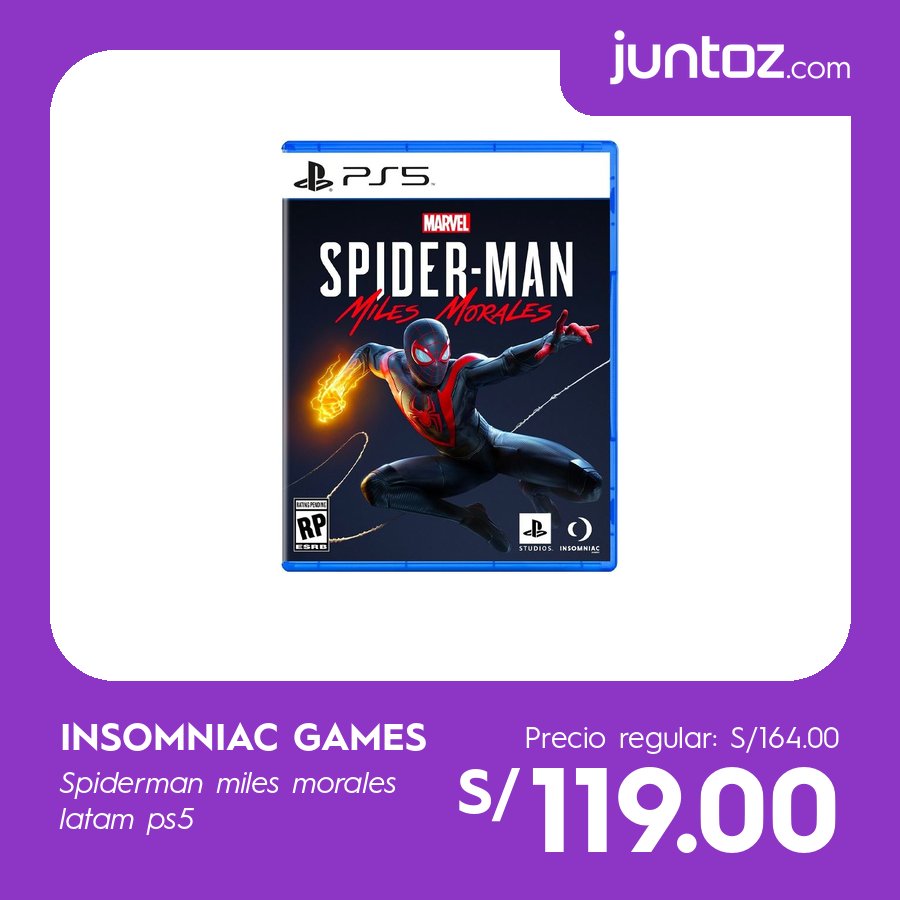 juntoz.com
PS5
MARVEL
SPIDER-MAN
MILES MORALES
RATING PENDING
RP
ESRB
STUDIOS.
INSOMNIAC
GAMES
INSOMNIAC GAMES
Spiderman miles morales
latam ps5
Precio regular: S/164.00
S/119.00